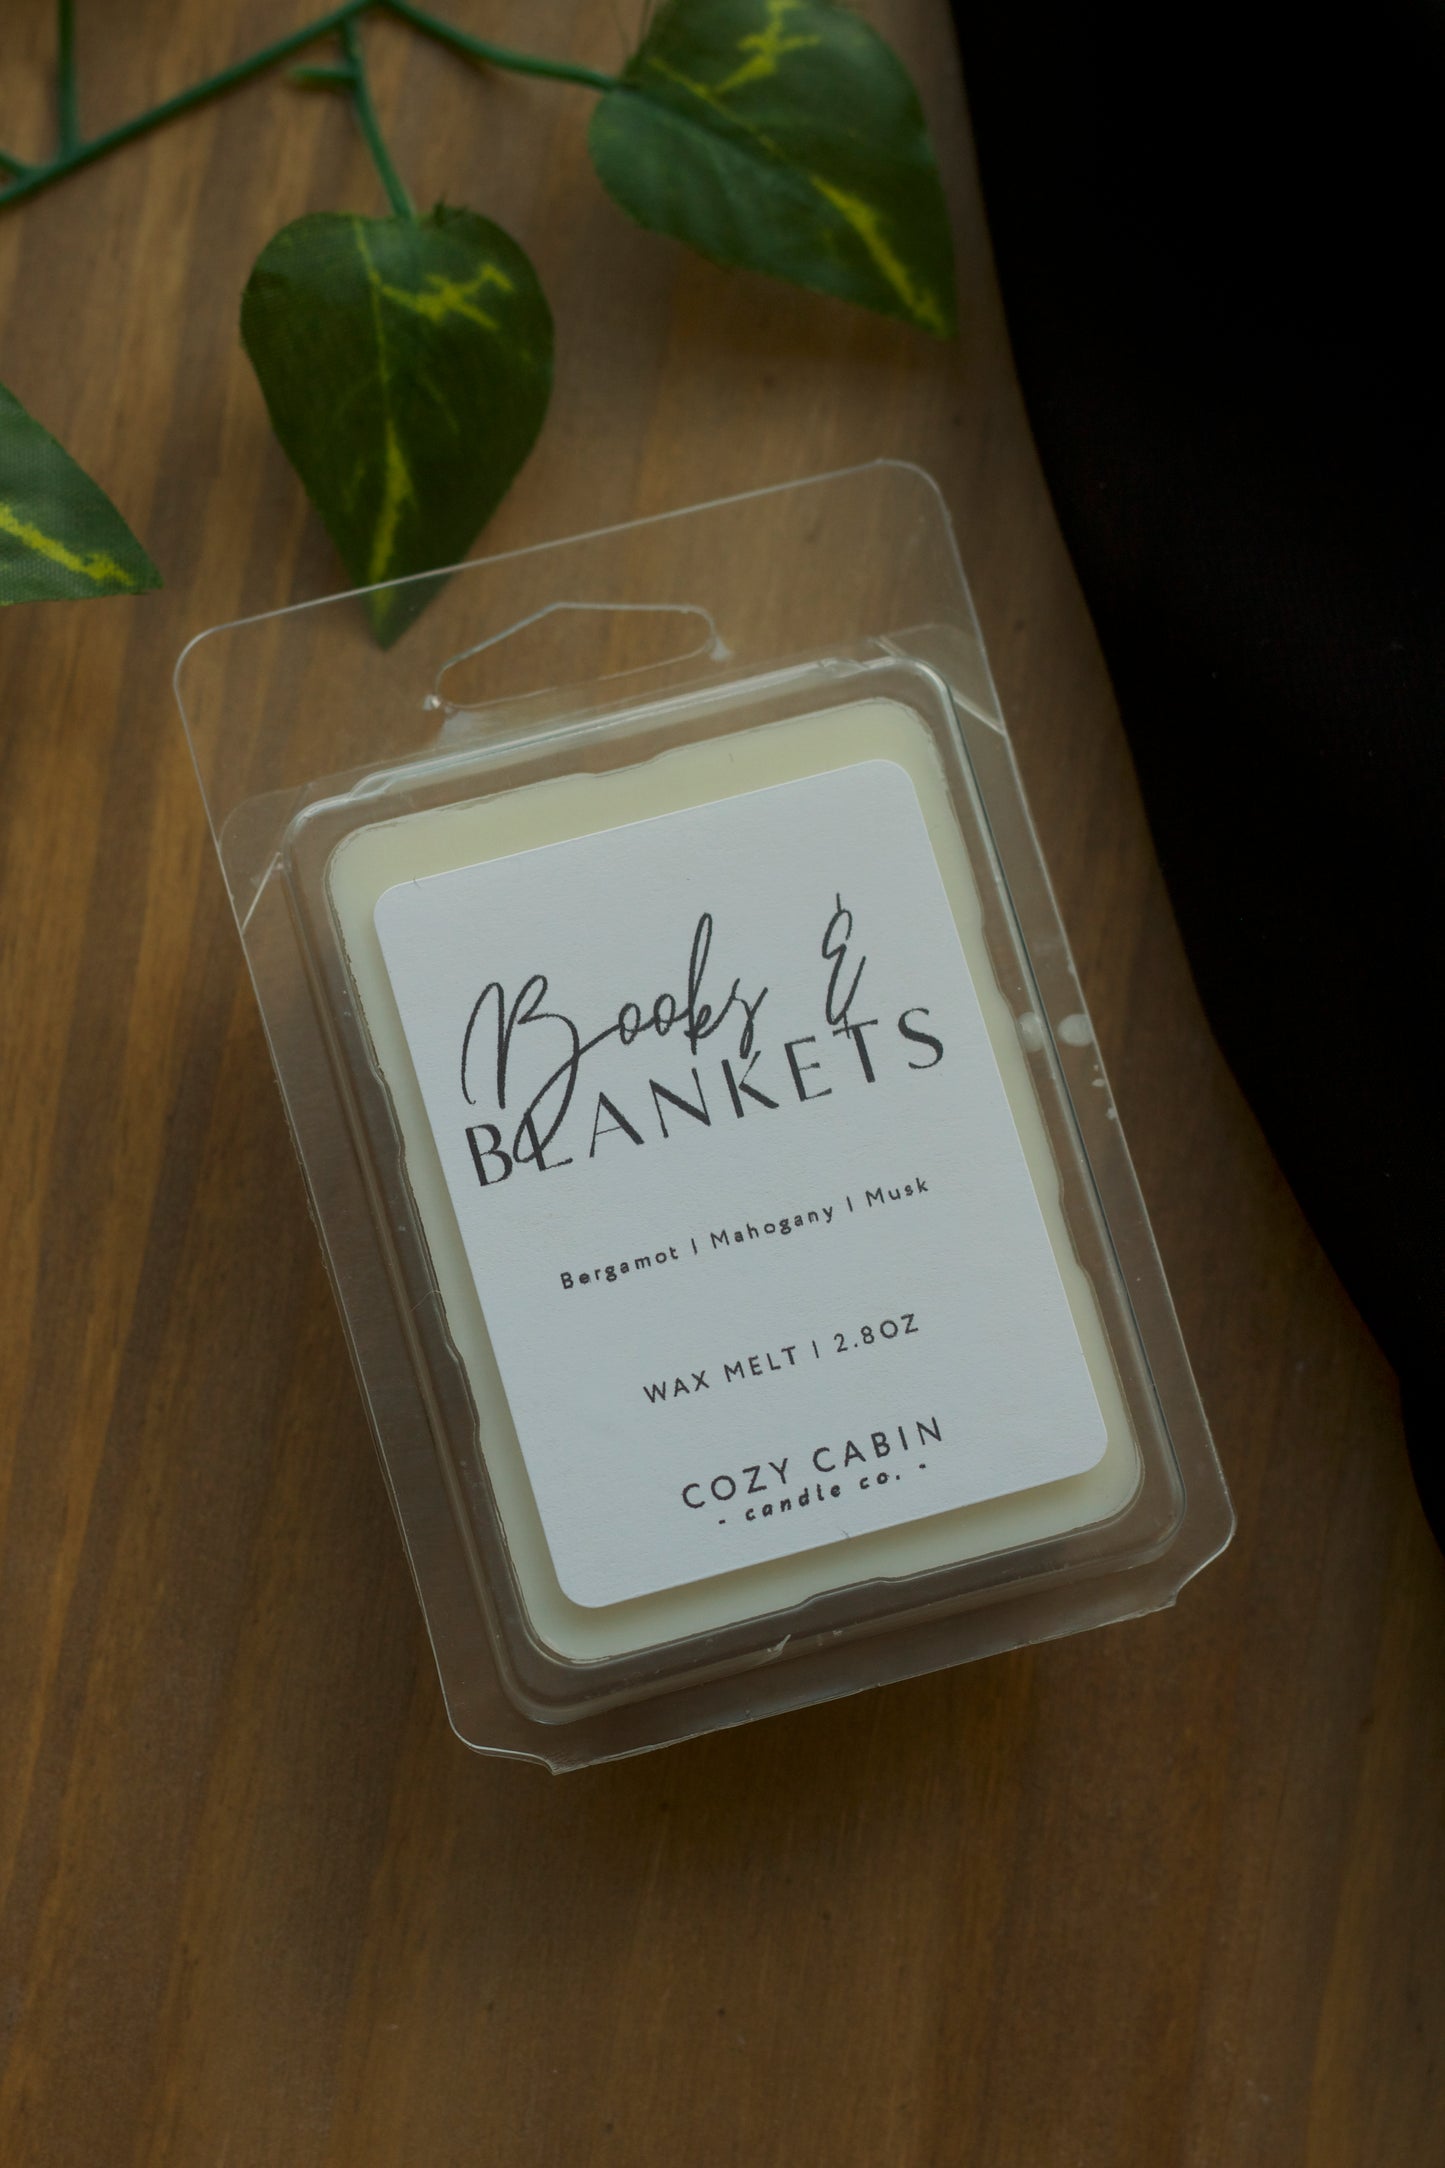 Books &
BLANKETS
Bergamot | Mahogany | Musk
WAX MELT | 2.8OZ
COZY CABIN
- candle co. -